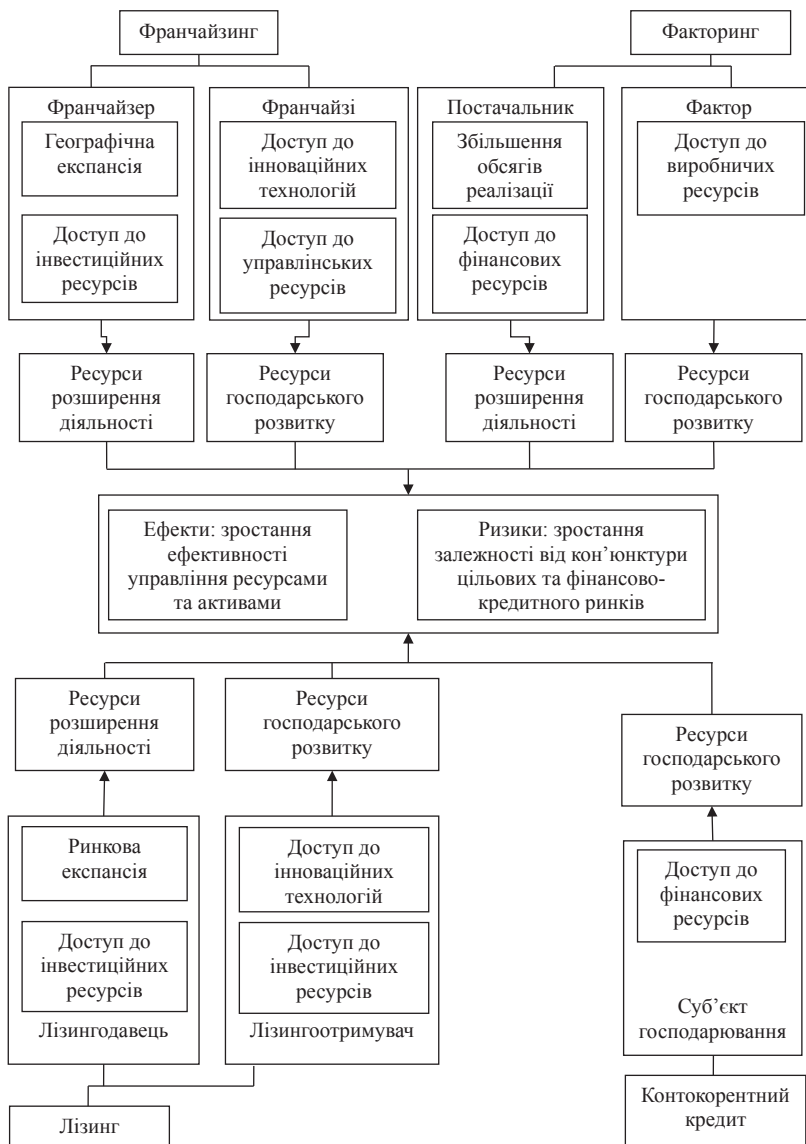 Франчайзинг
Факторинг
Франчайзер
Географічна
експансія
Доступ до
інвестиційних
ресурсів
Франчайзі
Доступ до
інноваційних
технологій
Доступ до
управлінських
ресурсів
Постачальник
Збільшення
обсягів
реалізації
Доступ до
фінансових
ресурсів
Фактор
Доступ до
виробничих
ресурсів
Ресурси
розширення
діяльності
Ресурси
господарського
розвитку
Ресурси
розширення
діяльності
Ресурси
господарського
розвитку
Ефекти: зростання
ефективності
управління ресурсами
та активами
Ризики: зростання
залежності від кон’юнктури
цільових та фінансово-
кредитного ринків
Ресурси
розширення
діяльності
Ресурси
господарського
розвитку
Ресурси
господарського
розвитку
Ринкова
експансія
Доступ до
інвестиційних
ресурсів
Лізингодавець
Доступ до
інноваційних
технологій
Доступ до
інвестиційних
ресурсів
Лізингоотримувач
Доступ до
фінансових
ресурсів
Суб’єкт
господарювання
Лізинг
Контокорентний
кредит